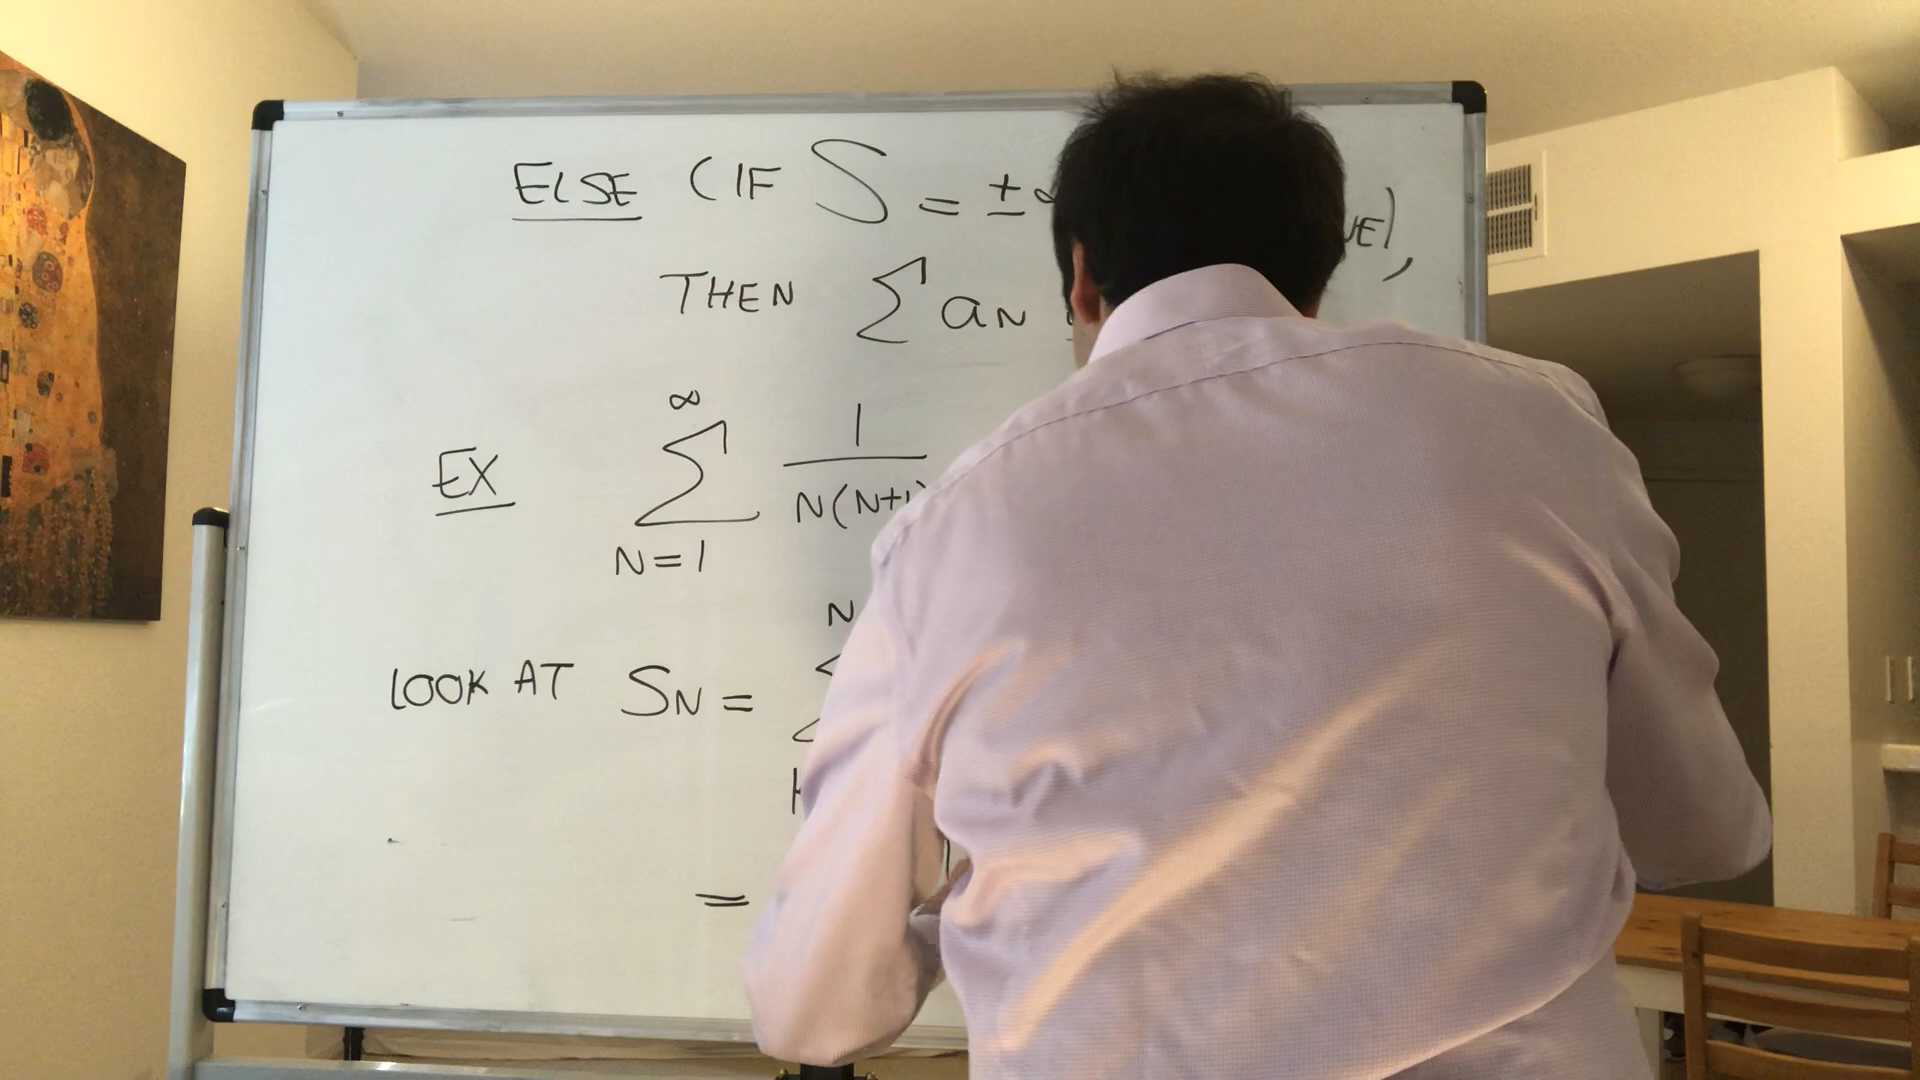 ELSE (IF S = ±
THEN Σ aN
∞
EX Σ 1
N(N+1
N=1
N
LOOK AT SN =
=